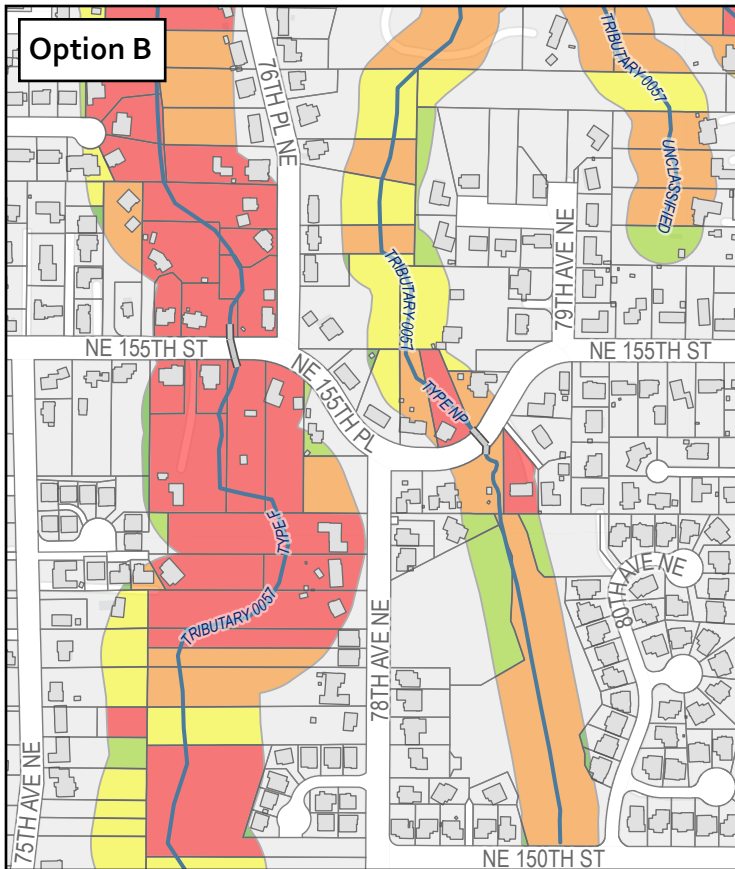 Option B
76TH PL NE
TRIBUTARY 0057
UNCLASSIFIED
TRIBUTARY 0057
79TH AVE NE
NE 155TH ST
NE 155TH ST
NE 155TH PL
TYPE NP
TYPE F
TRIBUTARY 0057
80TH AVE NE
78TH AVE NE
75TH AVE NE
NE 150TH ST